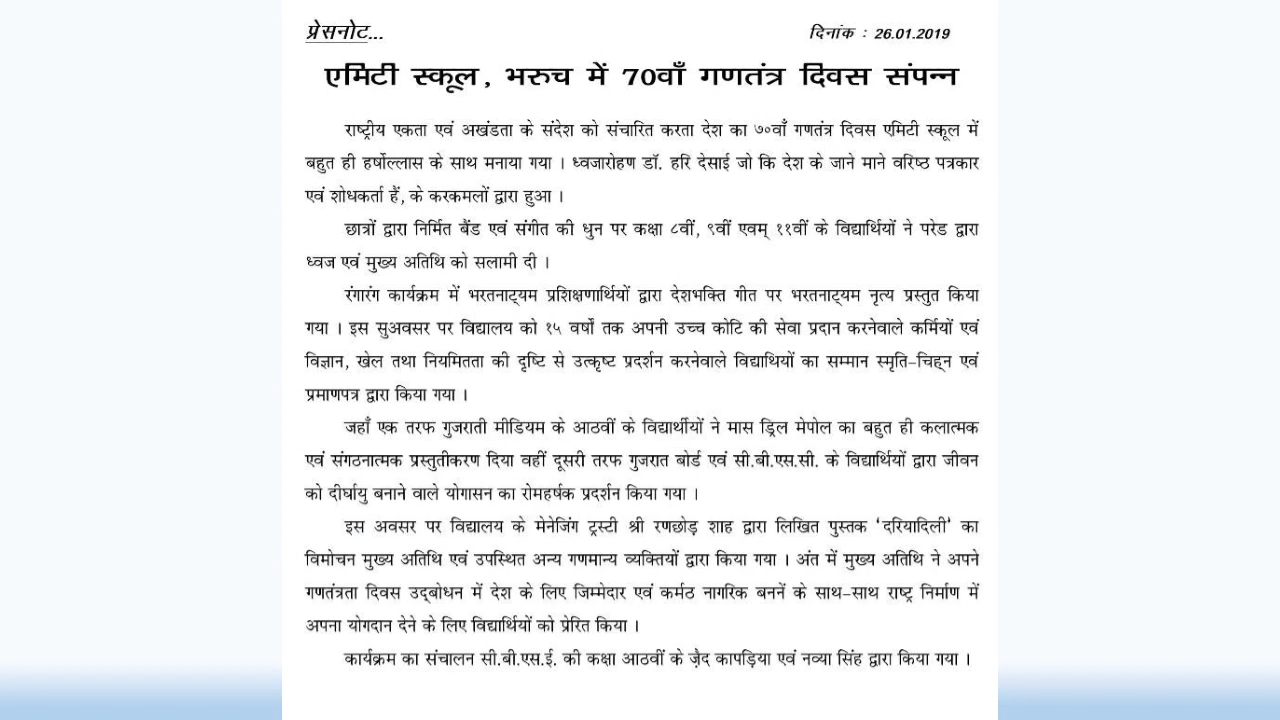 प्रेसनोट...
दिनांक : 26.01.2019
एमिटी स्कूल, भरुच में 70वाँ गणतंत्र दिवस संपन्न
राष्ट्रीय एकता एवं अखंडता के संदेश को संचारित करता देश का ७०वाँ गणतंत्र दिवस एमिटी स्कूल में
बहुत ही हर्षोल्लास के साथ मनाया गया । ध्वजारोहण डॉ. हरि देसाई जो कि देश के जाने माने वरिष्ठ पत्रकार
एवं शोधकर्ता हैं, के करकमलों द्वारा हुआ ।
छात्रों द्वारा निर्मित बैंड एवं संगीत की धुन पर कक्षा ८वीं, ९वीं एवम् ११वीं के विद्यार्थियों ने परेड द्वारा
ध्वज एवं मुख्य अतिथि को सलामी दी ।
रंगारंग कार्यक्रम में भरतनाट्यम प्रशिक्षणार्थियों द्वारा देशभक्ति गीत पर भरतनाट्यम नृत्य प्रस्तुत किया
गया । इस सुअवसर पर विद्यालय को १५ वर्षों तक अपनी उच्च कोटि की सेवा प्रदान करनेवाले कर्मियों एवं
विज्ञान, खेल तथा नियमितता की दृष्टि से उत्कृष्ट प्रदर्शन करनेवाले विद्याथियों का सम्मान स्मृति-चिह्न एवं
प्रमाणपत्र द्वारा किया गया ।
जहाँ एक तरफ गुजराती मीडियम के आठवीं के विद्यार्थीयों ने मास ड्रिल मेपोल का बहुत ही कलात्मक
एवं संगठनात्मक प्रस्तुतीकरण दिया वहीं दूसरी तरफ गुजरात बोर्ड एवं सी.बी.एस.सी. के विद्यार्थियों द्वारा जीवन
को दीर्घायु बनाने वाले योगासन का रोमहर्षक प्रदर्शन किया गया ।
इस अवसर पर विद्यालय के मेनेजिंग ट्रस्टी श्री रणछोड़ शाह द्वारा लिखित पुस्तक 'दरियादिली' का
विमोचन मुख्य अतिथि एवं उपस्थित अन्य गणमान्य व्यक्तियों द्वारा किया गया । अंत में मुख्य अतिथि ने अपने
गणतंत्रता दिवस उद्बोधन में देश के लिए जिम्मेदार एवं कर्मठ नागरिक बननें के साथ-साथ राष्ट्र निर्माण में
अपना योगदान देने के लिए विद्यार्थियों को प्रेरित किया ।
कार्यक्रम का संचालन सी.बी.एस.ई. की कक्षा आठवीं के ज़ैद कापड़िया एवं नव्या सिंह द्वारा किया गया ।